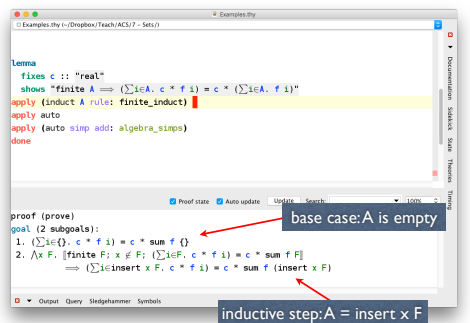 Examples.thy
Examples.thy (~/Dropbox/Teach/ACS/7 - Sets/)
lemma
fixes c :: "real"
shows "finite A ⟹ (∑i∈A. c * f i) = c * (∑i∈A. f i)"
apply (induct A rule: finite_induct)
apply auto
apply (auto simp add: algebra_simps)
done
Documentation
Sidekick
State
Theories
Timing
Proof state
Auto update
Update
Search:
100%
proof (prove)
goal (2 subgoals):
1. (∑i∈{}. c * f i) = c * sum f {}
2. ⋀x F. ⟦finite F; x ∉ F; (∑i∈F. c * f i) = c * sum f F⟧
⟹ (∑i∈insert x F. c * f i) = c * sum f (insert x F)
base case: A is empty
inductive step: A = insert x F
Output Query Sledgehammer Symbols